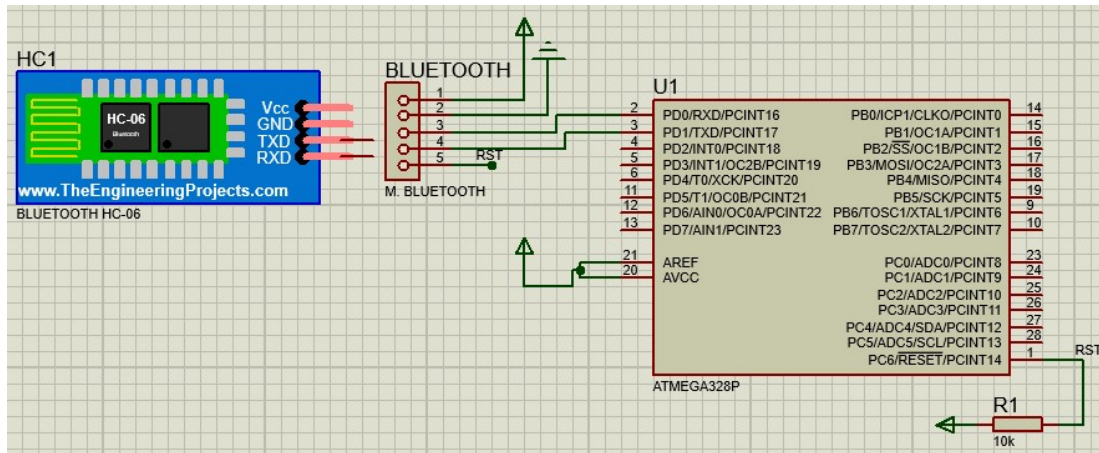 HC1
HC-06
Bluetooth
Vcc
GND
TXD
RXD
www.TheEngineeringProjects.com
BLUETOOTH HC-06
BLUETOOTH
1
2
3
4
5
RST
M. BLUETOOTH
U1
2 PD0/RXD/PCINT16 PB0/ICP1/CLKO/PCINT0 14
3 PD1/TXD/PCINT17 PB1/OC1A/PCINT1 15
4 PD2/INT0/PCINT18 PB2/SS/OC1B/PCINT2 16
5 PD3/INT1/OC2B/PCINT19 PB3/MOSI/OC2A/PCINT3 17
6 PD4/T0/XCK/PCINT20 PB4/MISO/PCINT4 18
11 PD5/T1/OC0B/PCINT21 PB5/SCK/PCINT5 19
12 PD6/AIN0/OC0A/PCINT22 PB6/TOSC1/XTAL1/PCINT6 9
13 PD7/AIN1/PCINT23 PB7/TOSC2/XTAL2/PCINT7 10
21 AREF PC0/ADC0/PCINT8 23
20 AVCC PC1/ADC1/PCINT9 24
PC2/ADC2/PCINT10 25
PC3/ADC3/PCINT11 26
PC4/ADC4/SDA/PCINT12 27
PC5/ADC5/SCL/PCINT13 28
PC6/RESET/PCINT14 1
RST
ATMEGA328P
R1
10k